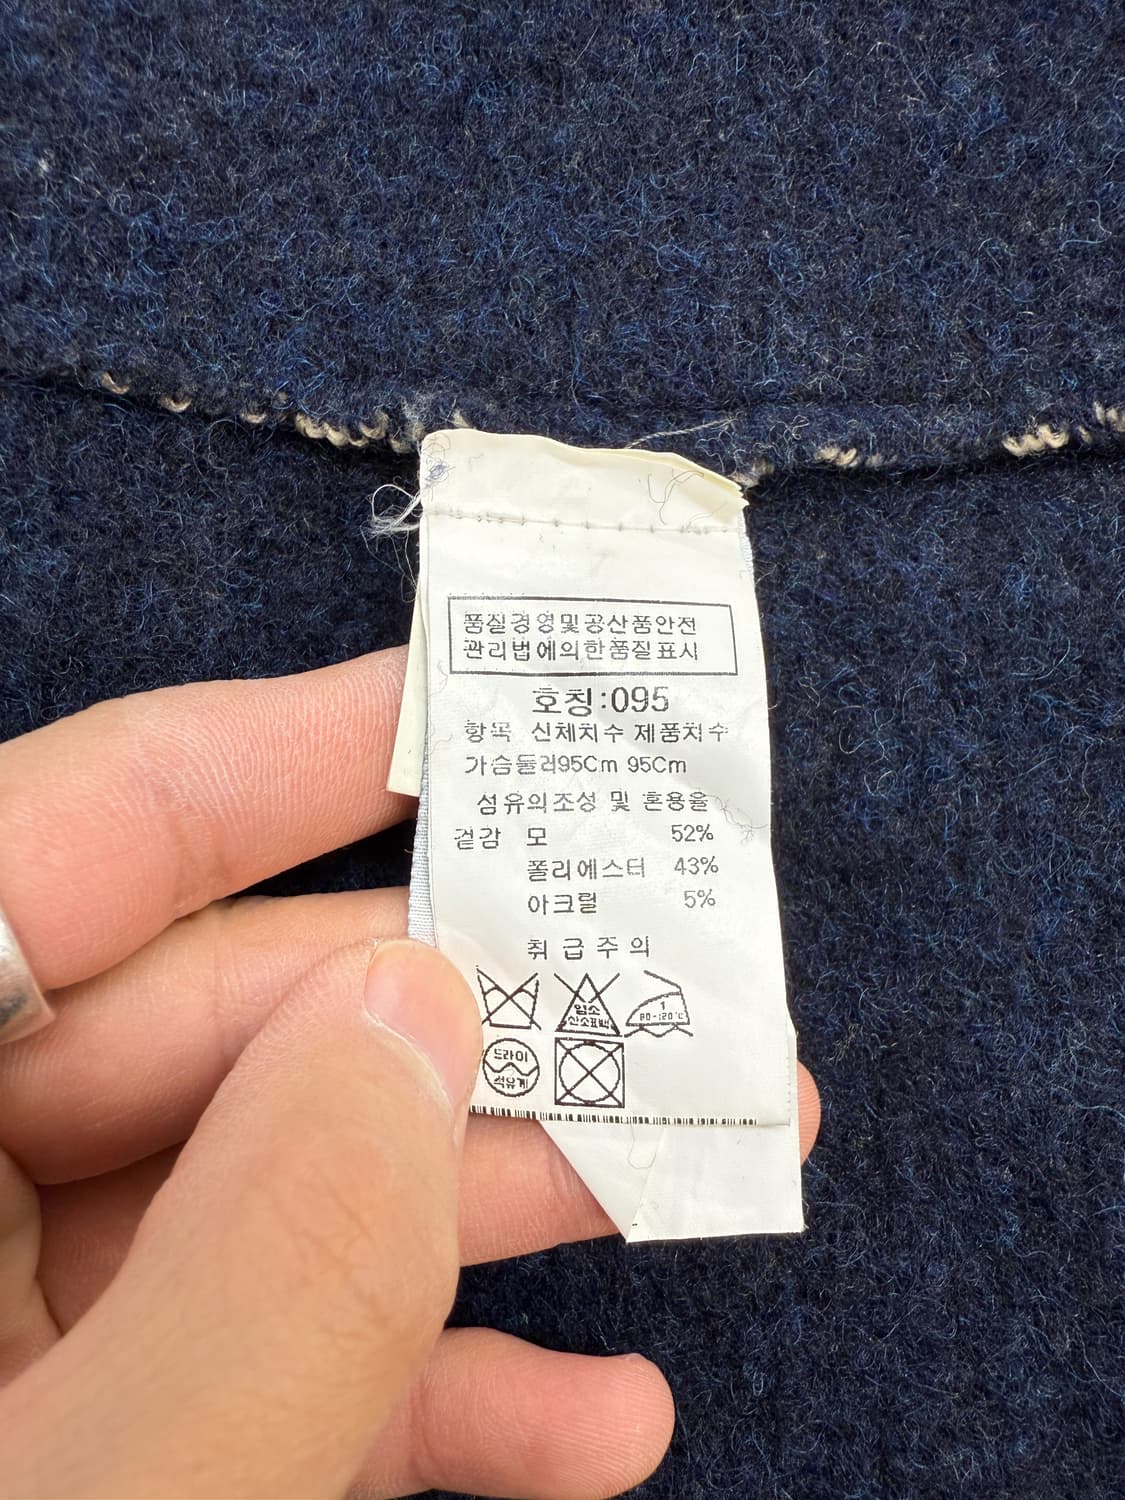 품질경영및공산품안전
관리법에의한품질표시
호칭:095
항목 신체치수 제품치수
가슴둘러95Cm 95Cm
섬유의조성 및 혼용율
겉감 모 52%
폴리에스터 43%
아크릴 5%
취급주의
염소
산소표백
1
80-120℃
드라이
석유계